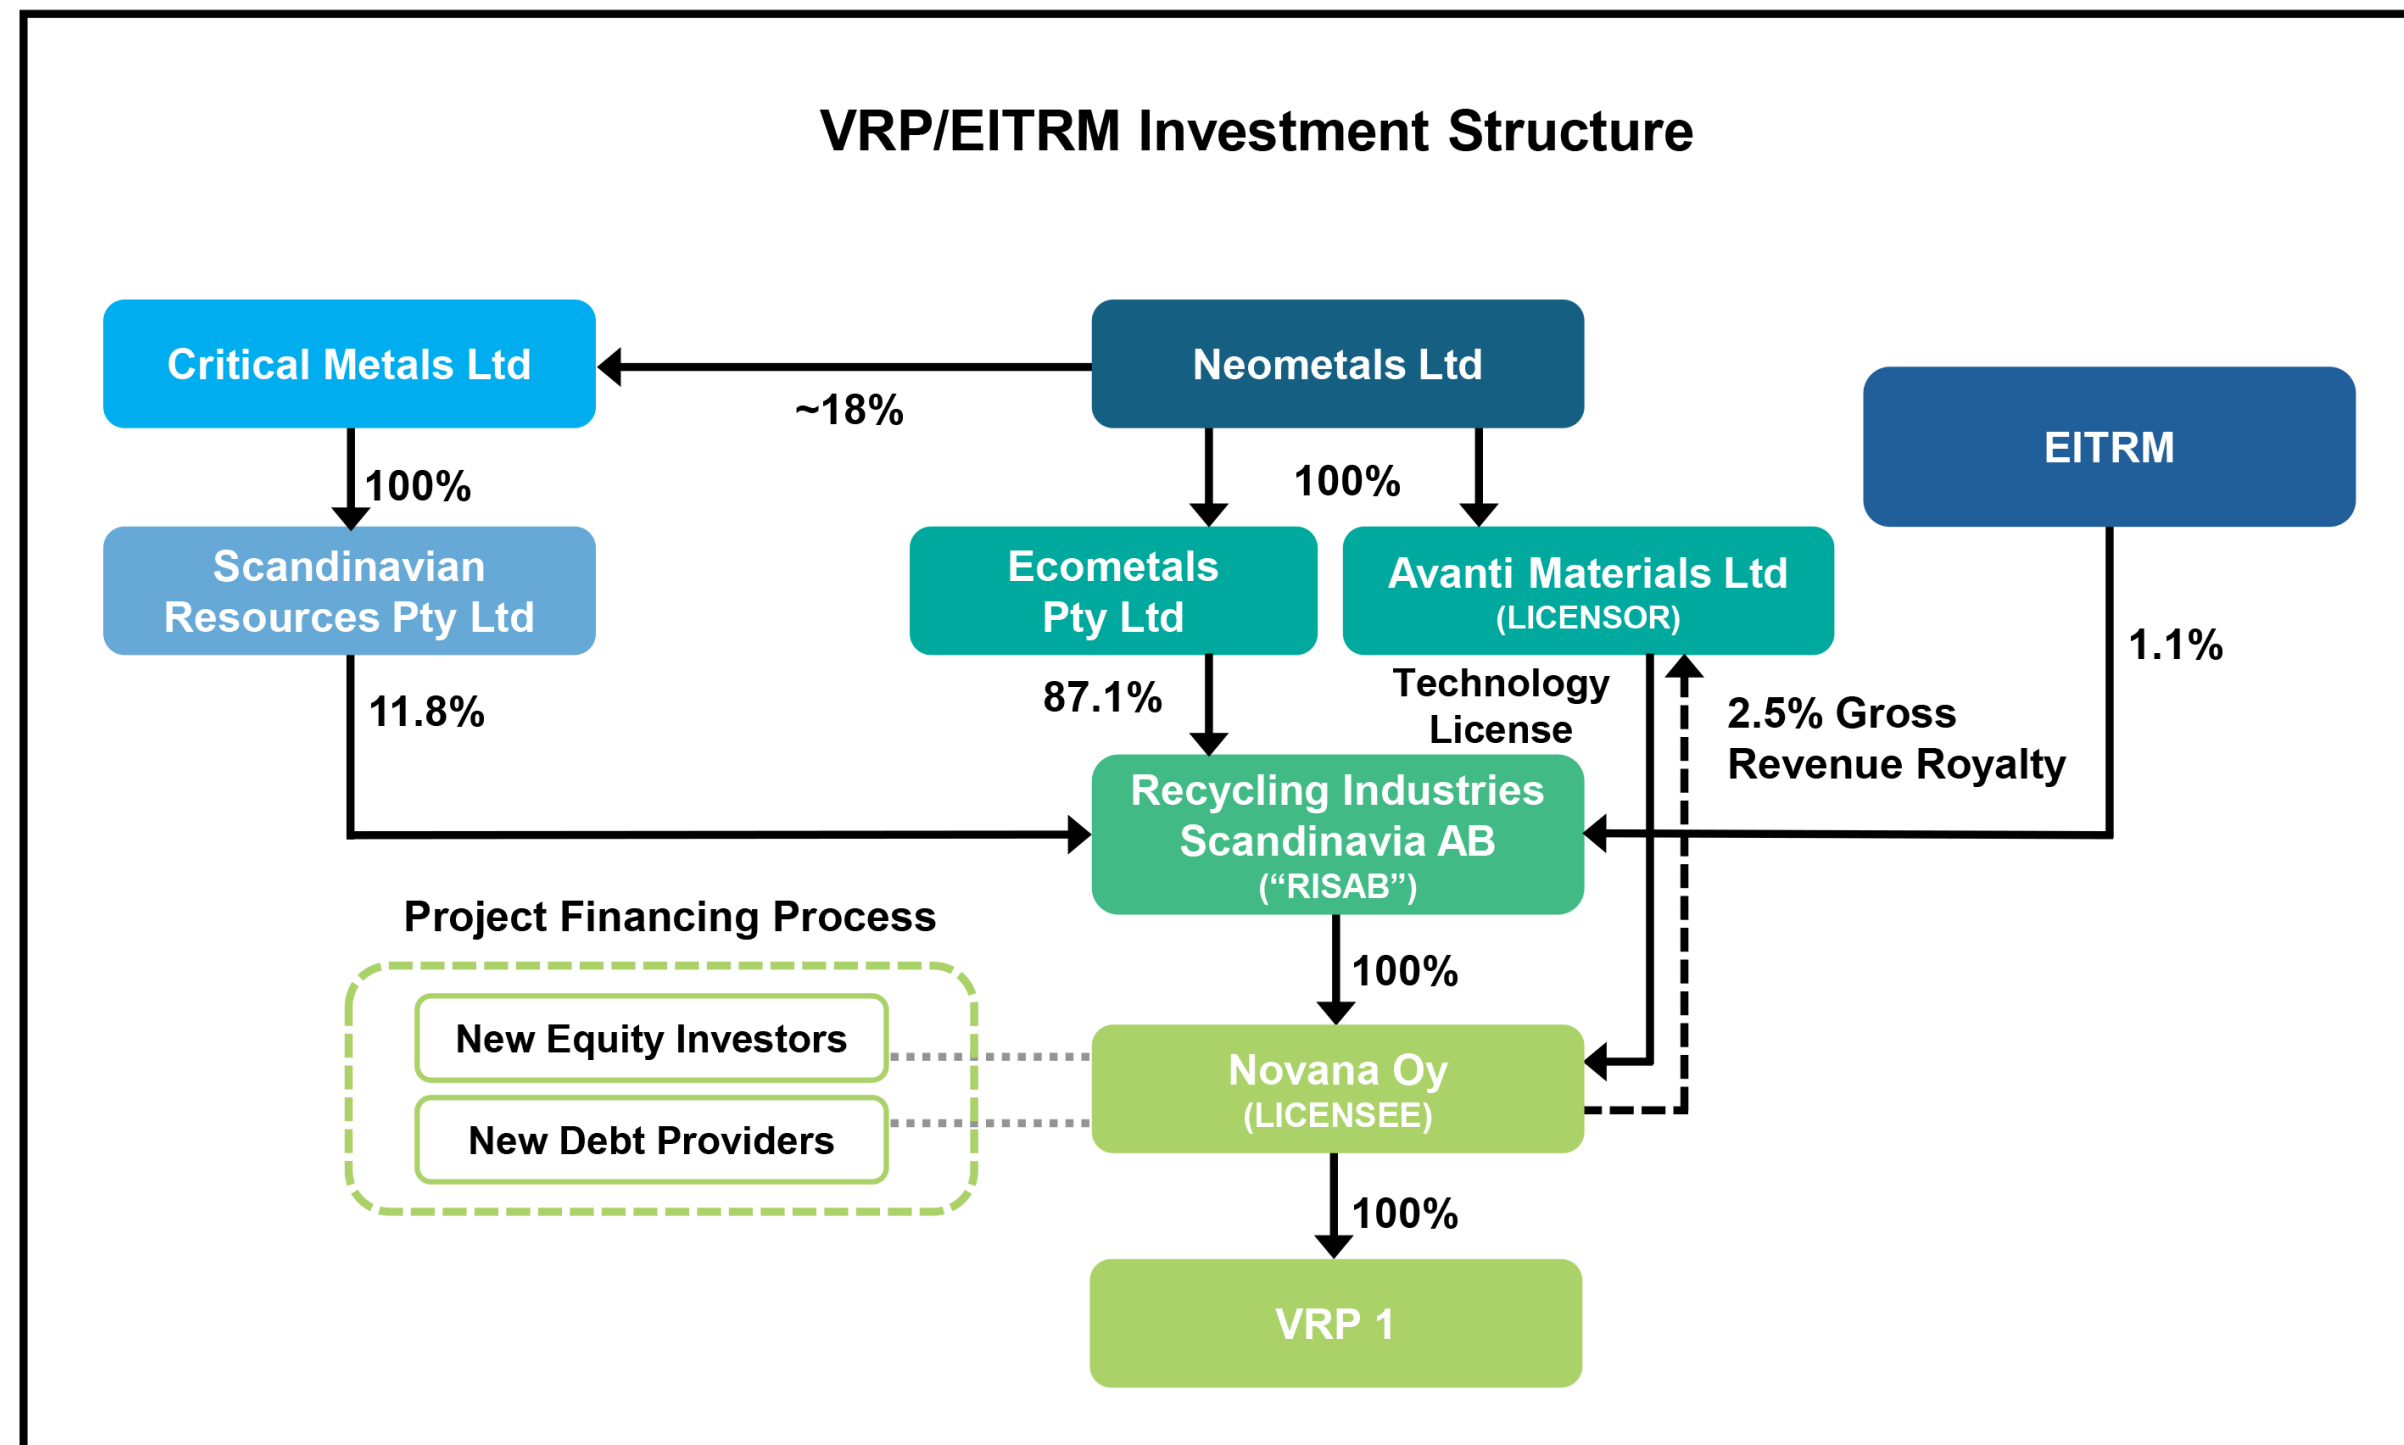 VRP/EITRM Investment Structure
Critical Metals Ltd
Neometals Ltd
~18%
EITRM
100%
100%
Scandinavian
Resources Pty Ltd
Ecometals
Pty Ltd
Avanti Materials Ltd
(LICENSOR)
1.1%
11.8%
87.1%
Technology
License
2.5% Gross
Revenue Royalty
Recycling Industries
Scandinavia AB
(“RISAB”)
Project Financing Process
100%
New Equity Investors
New Debt Providers
Novana Oy
(LICENSEE)
100%
VRP 1